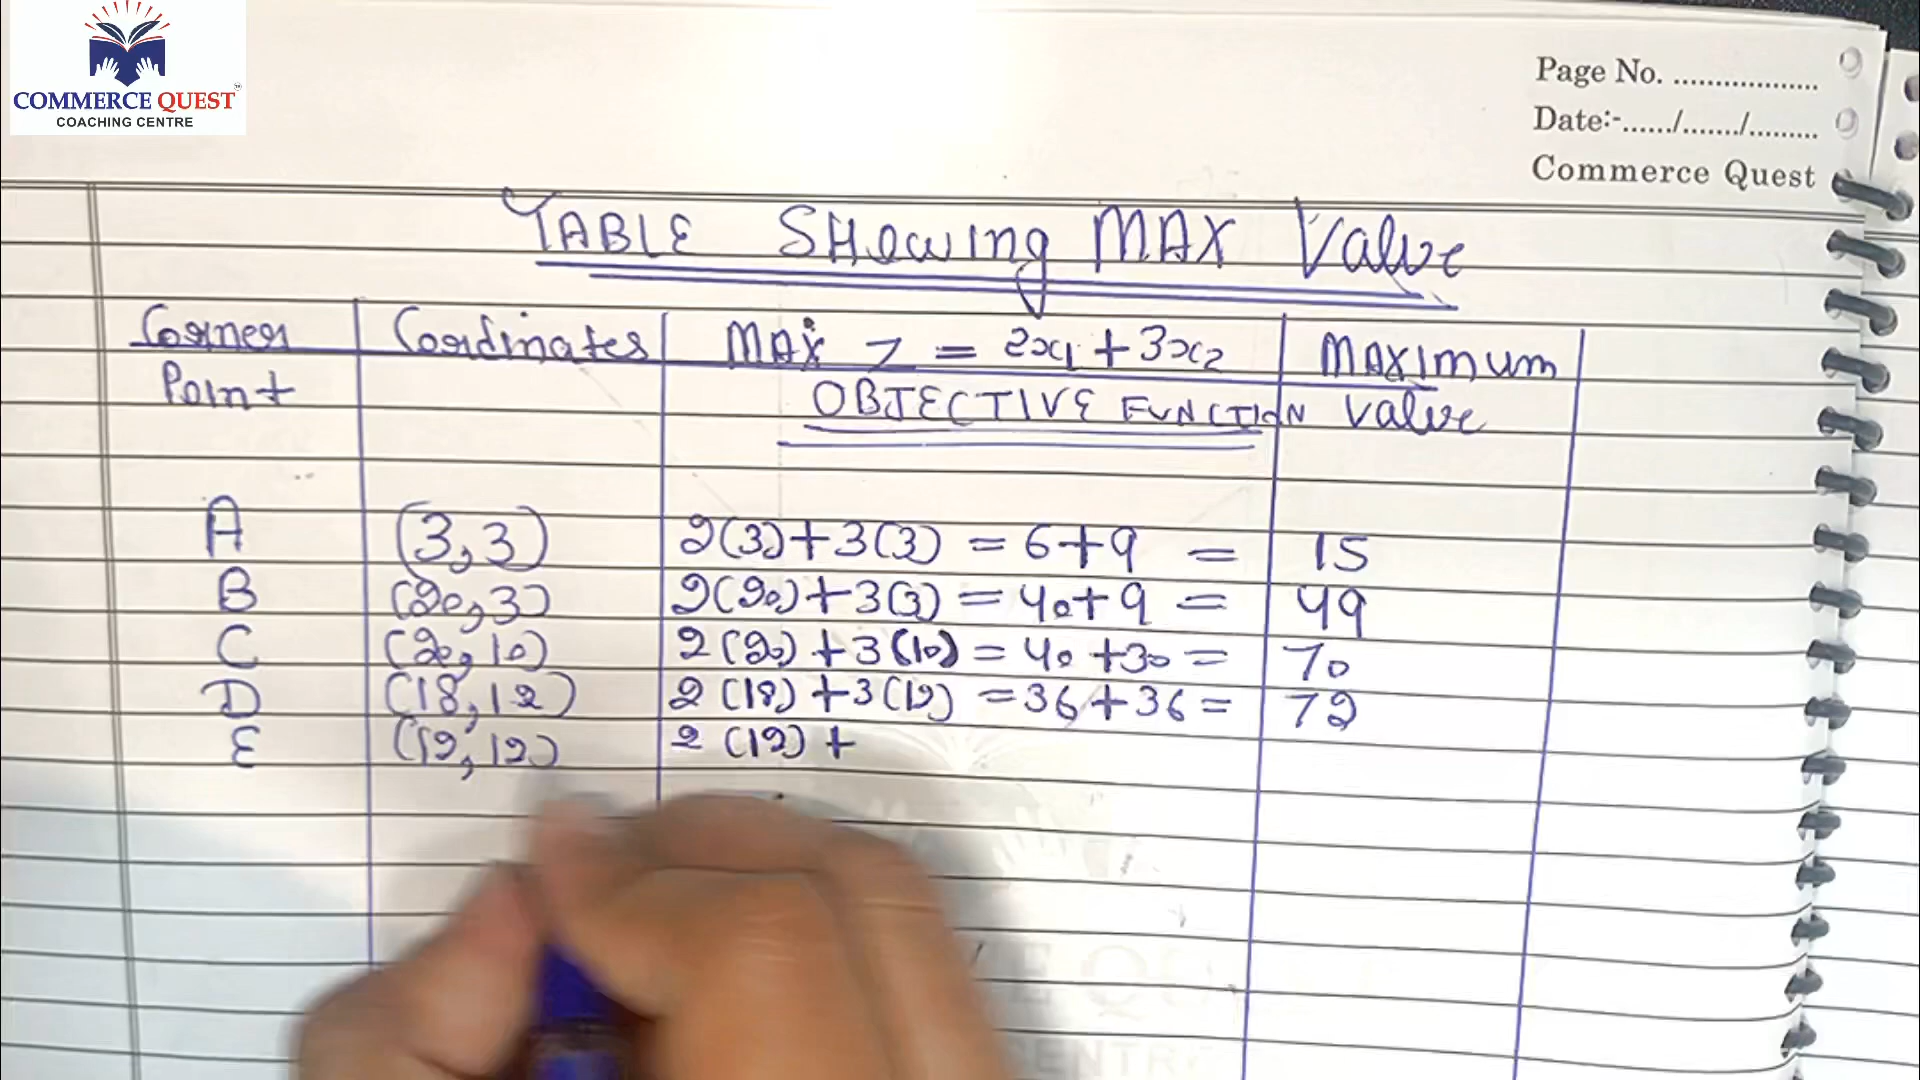 COMMERCE QUEST
COACHING CENTRE
Page No. ..................
Date:-....../......./.........
Commerce Quest
TABLE SHowing MAX Value
Corner Point | Coordinates | MAX Z = 2x1 + 3x2 OBJECTIVE FUNCTION | MAXIMUM Value
A (3,3) 2(3)+3(3) = 6+9 = 15
B (20,3) 2(20)+3(3) = 40+9 = 49
C (20,10) 2(20)+3(10) = 40+30 = 70
D (18,12) 2(18)+3(12) = 36+36 = 72
E (12,12) 2(12)+